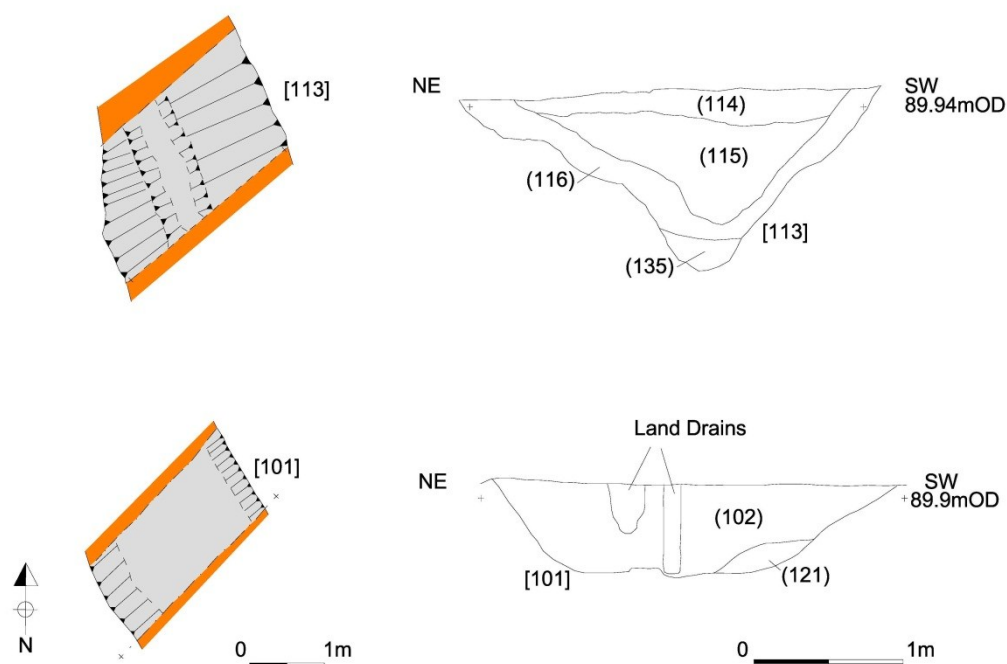 [113]
NE
SW
89.94mOD
(114)
(115)
(116)
[113]
(135)
[101]
Land Drains
NE
SW
89.9mOD
(102)
[101]
(121)
N
0 1m
0 1m